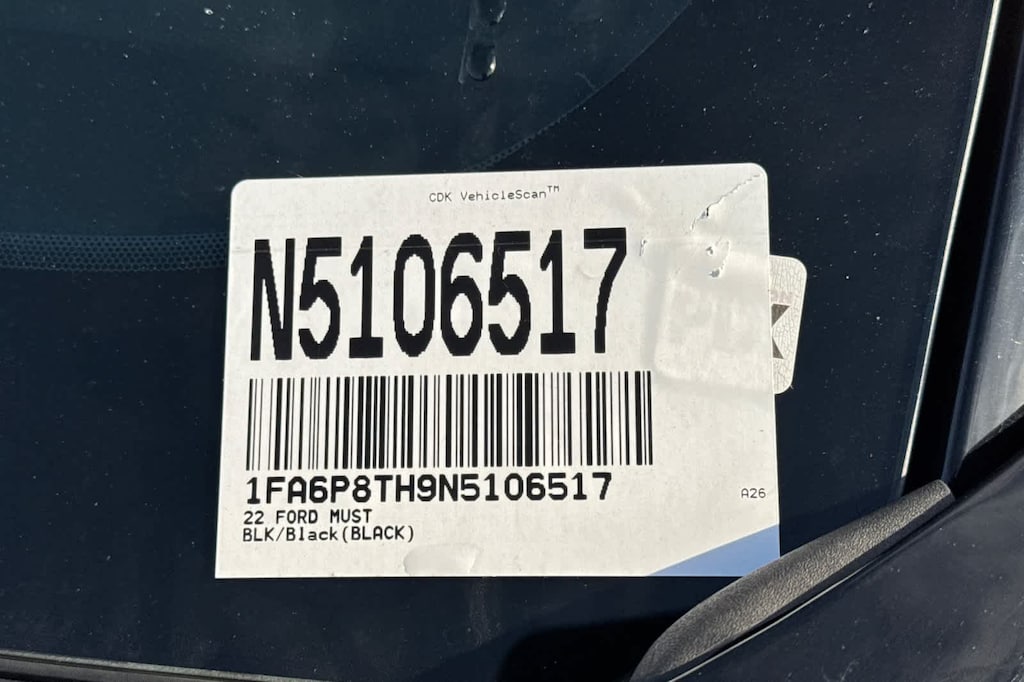 CDK VehicleScan™
N5106517
1FA6P8TH9N5106517
22 FORD MUST
BLK/Black(BLACK)
A26